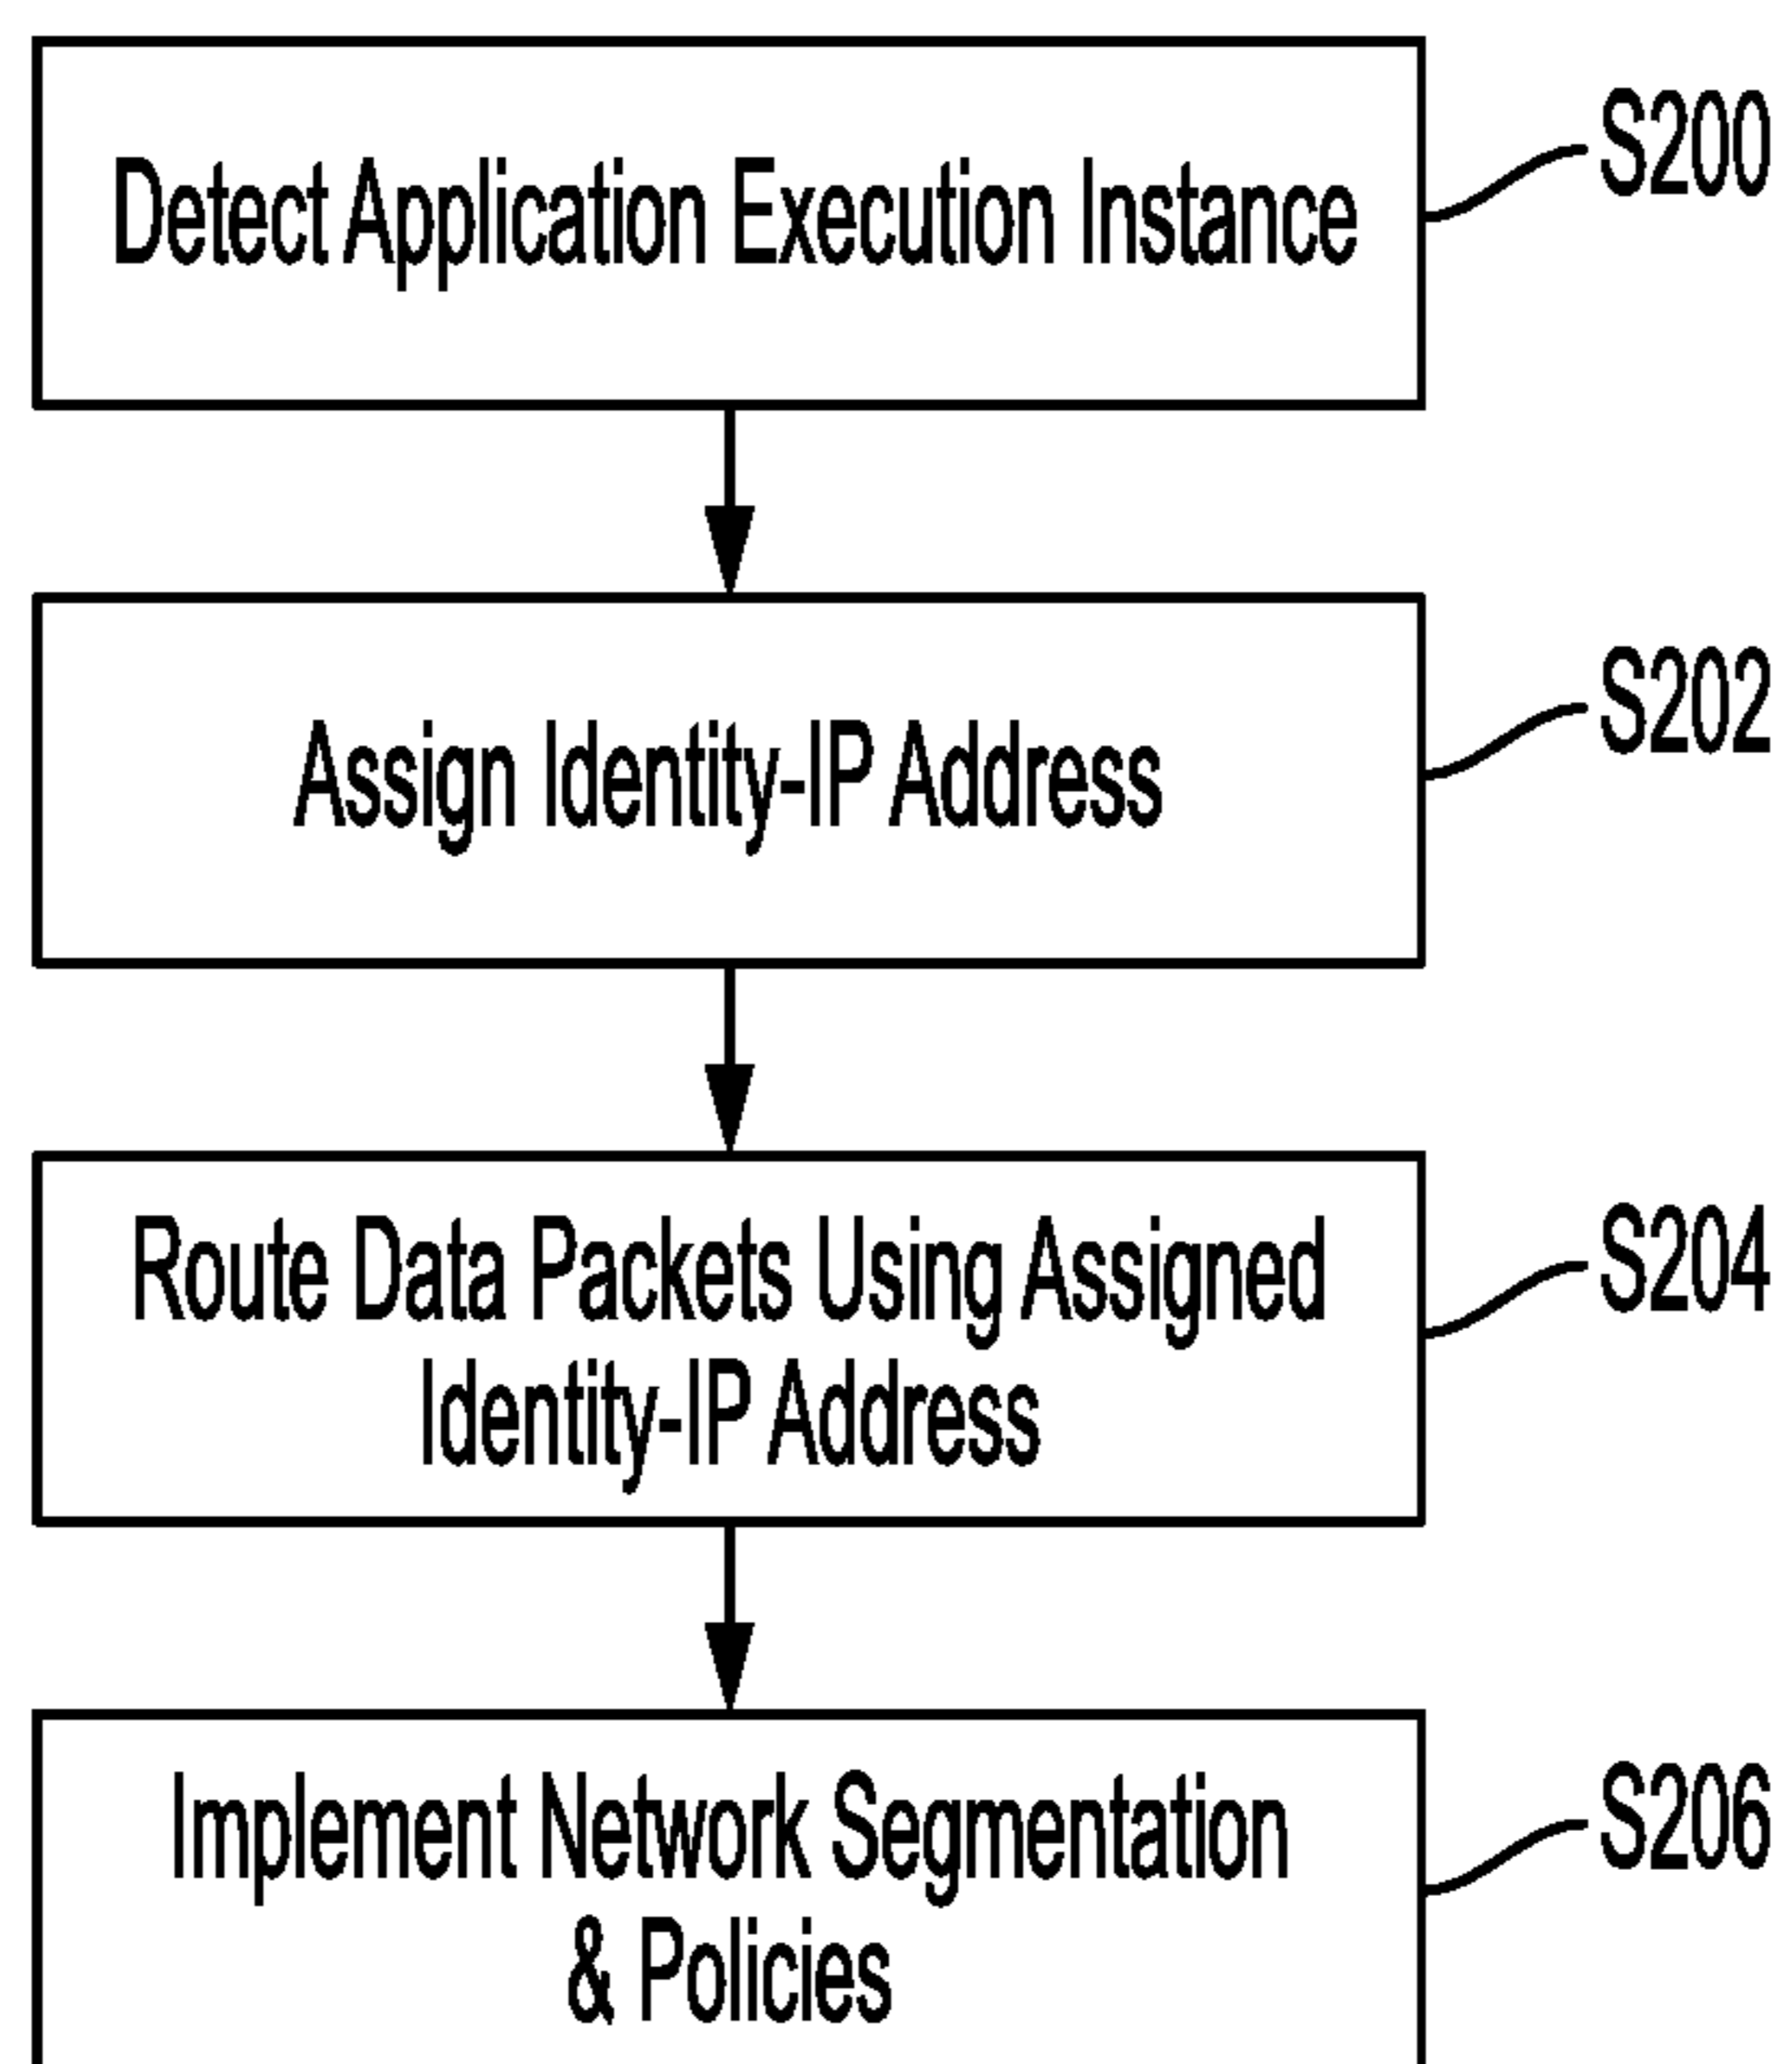 Detect Application Execution Instance
S200
Assign Identity-IP Address
S202
Route Data Packets Using Assigned
Identity-IP Address
S204
Implement Network Segmentation
& Policies
S206